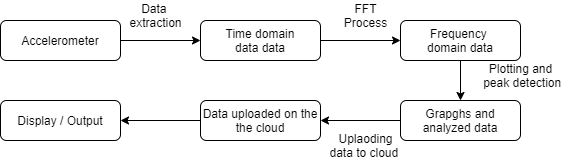 Data
extraction
FFT
Process
Accelerometer
Time domain
data data
Frequency
domain data
Plotting and
peak detection
Display / Output
Data uploaded on the
the cloud
Grapghs and
analyzed data
Uplaoding
data to cloud